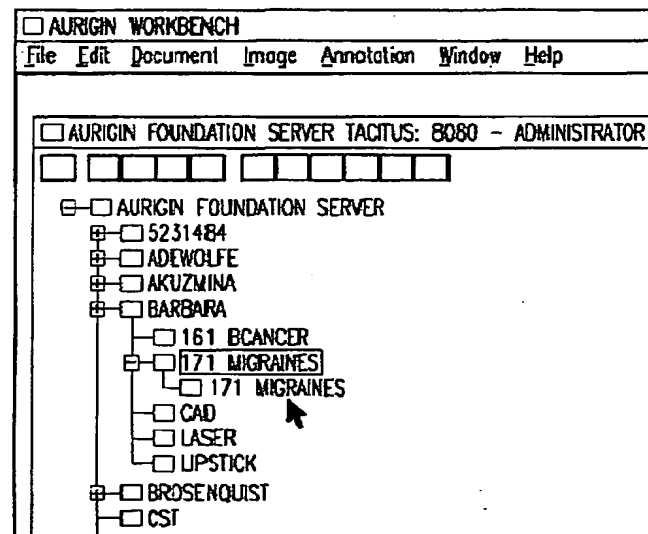 AURIGIN WORKBENCH
File Edit Document Image Annotation Window Help
AURIGIN FOUNDATION SERVER TACITUS: 8080 - ADMINISTRATOR
AURIGIN FOUNDATION SERVER
5231484
ADEWOLFE
AKUZMINA
BARBARA
161 BCANCER
171 MIGRAINES
171 MIGRAINES
CAD
LASER
LIPSTICK
BROSENQUIST
CST